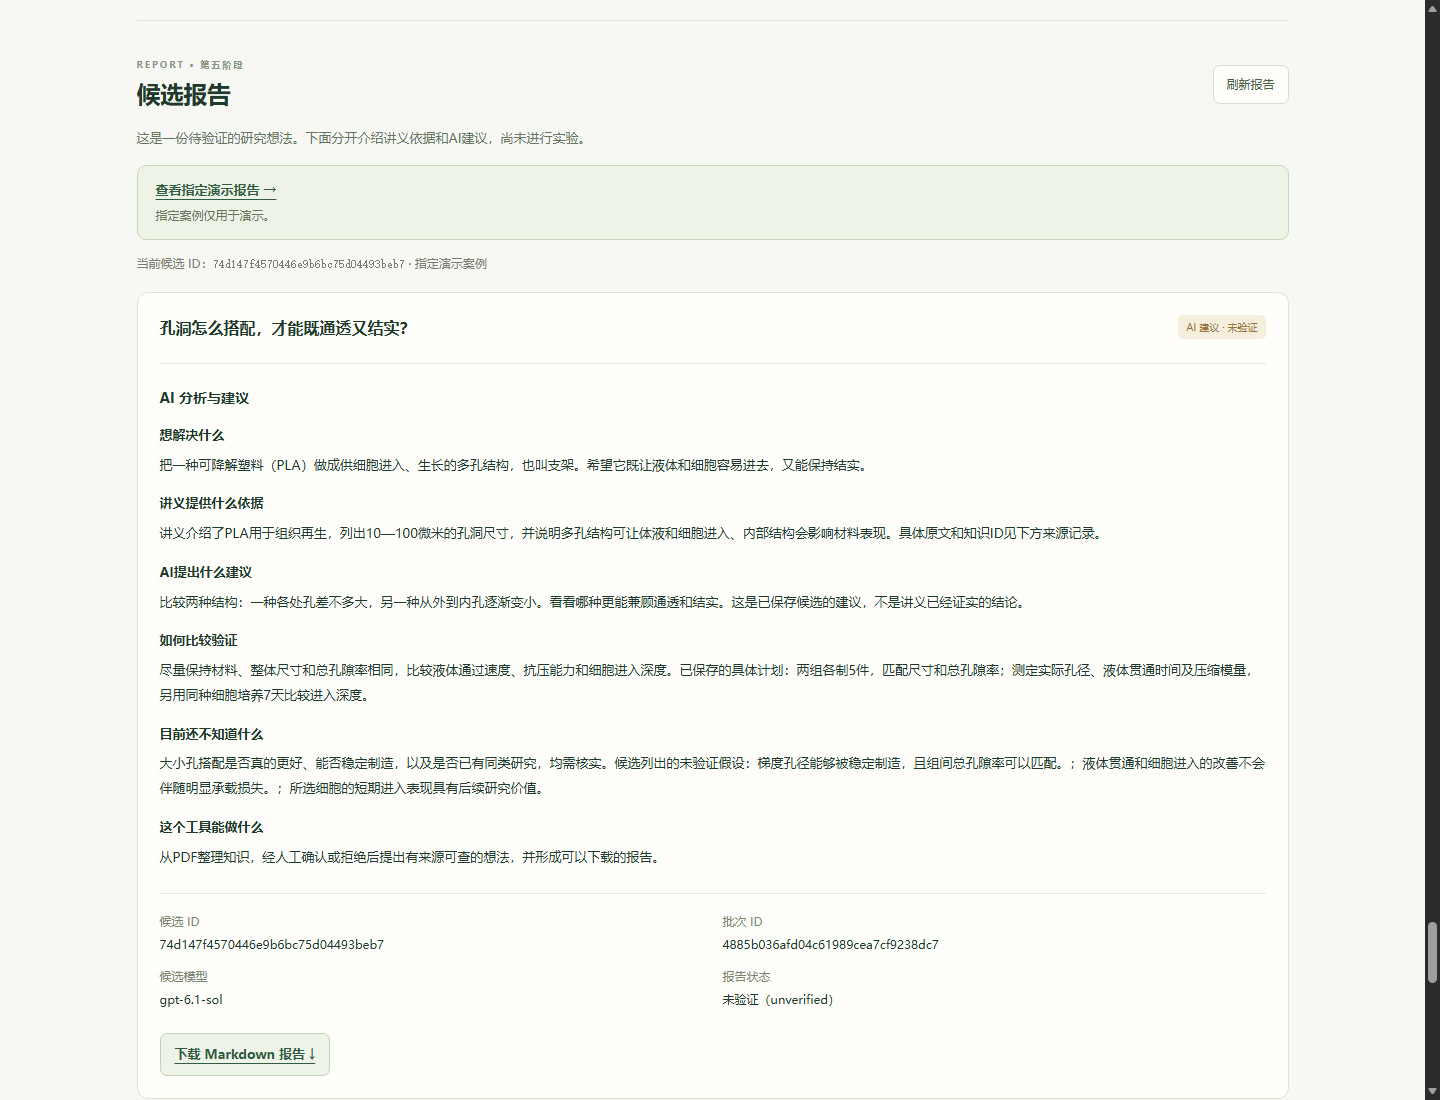 REPORT • 第五阶段
候选报告
刷新报告
这是一份待验证的研究想法。下面分开介绍讲义依据和AI建议，尚未进行实验。
查看指定演示报告 →
指定案例仅用于演示。
当前候选 ID：74d147f4570446e9b6bc75d04493beb7 · 指定演示案例
孔洞怎么搭配，才能既通透又结实？
AI 建议 · 未验证
AI 分析与建议
想解决什么
把一种可降解塑料（PLA）做成供细胞进入、生长的多孔结构，也叫支架。希望它既让液体和细胞容易进去，又能保持结实。
讲义提供什么依据
讲义介绍了PLA用于组织再生，列出10—100微米的孔洞尺寸，并说明多孔结构可让体液和细胞进入、内部结构会影响材料表现。具体原文和知识ID见下方来源记录。
AI提出什么建议
比较两种结构：一种各处孔差不多大，另一种从外到内孔逐渐变小。看看哪种更能兼顾通透和结实。这是已保存候选的建议，不是讲义已经证实的结论。
如何比较验证
尽量保持材料、整体尺寸和总孔隙率相同，比较液体通过速度、抗压能力和细胞进入深度。已保存的具体计划：两组各制5件，匹配尺寸和总孔隙率；测定实际孔径、液体贯通时间及压缩模量，
另用同种细胞培养7天比较进入深度。
目前还不知道什么
大小孔搭配是否真的更好、能否稳定制造，以及是否已有同类研究，均需核实。候选列出的未验证假设：梯度孔径能够被稳定制造，且组间总孔隙率可以匹配。；液体贯通和细胞进入的改善不会
伴随明显承载损失。；所选细胞的短期进入表现具有后续研究价值。
这个工具能做什么
从PDF整理知识，经人工确认或拒绝后提出有来源可查的想法，并形成可以下载的报告。
候选 ID
批次 ID
74d147f4570446e9b6bc75d04493beb7
4885b036afd04c61989cea7cf9238dc7
候选模型
报告状态
gpt-6.1-sol
未验证（unverified）
下载 Markdown 报告 ↓